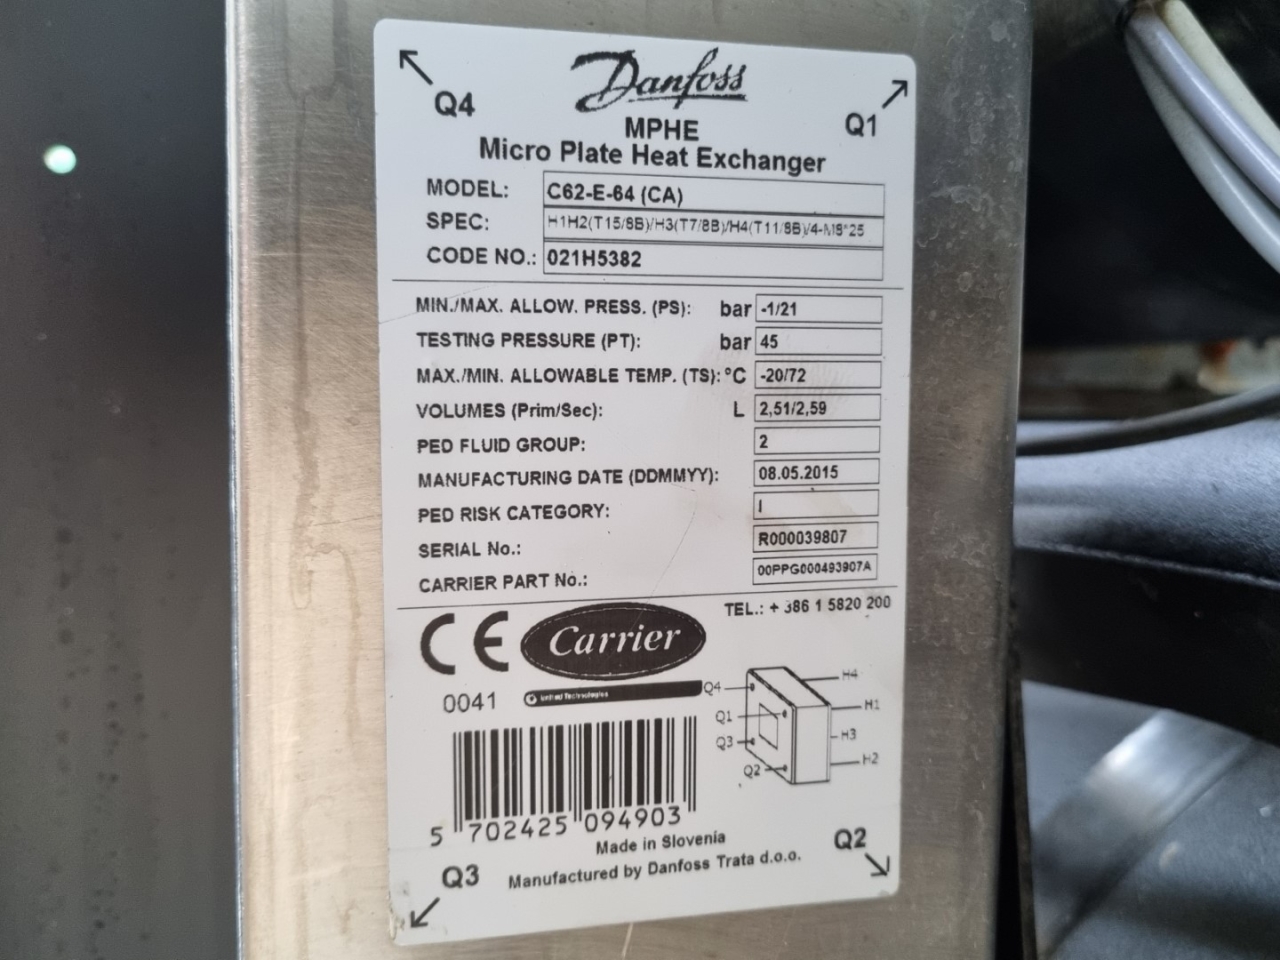 Q4
Danfoss
Q1
MPHE
Micro Plate Heat Exchanger
MODEL: C62-E-64 (CA)
SPEC: H1H2(T15/8B)/H3(T7/8B)/H4(T11/8B)/4-M8*25
CODE NO.: 021H5382
MIN./MAX. ALLOW. PRESS. (PS): bar -1/21
TESTING PRESSURE (PT): bar 45
MAX./MIN. ALLOWABLE TEMP. (TS): °C -20/72
VOLUMES (Prim/Sec): L 2,51/2,59
PED FLUID GROUP: 2
MANUFACTURING DATE (DDMMYY): 08.05.2015
PED RISK CATEGORY: I
SERIAL No.: R000039807
CARRIER PART No.: 00PPG000493907A
TEL.: + 386 1 5820 200
CE Carrier
0041 United Technologies
Q4 H4
Q1 H1
Q3 H3
Q2 H2
5 702425 094903
Made in Slovenia
Manufactured by Danfoss Trata d.o.o.
Q3
Q2